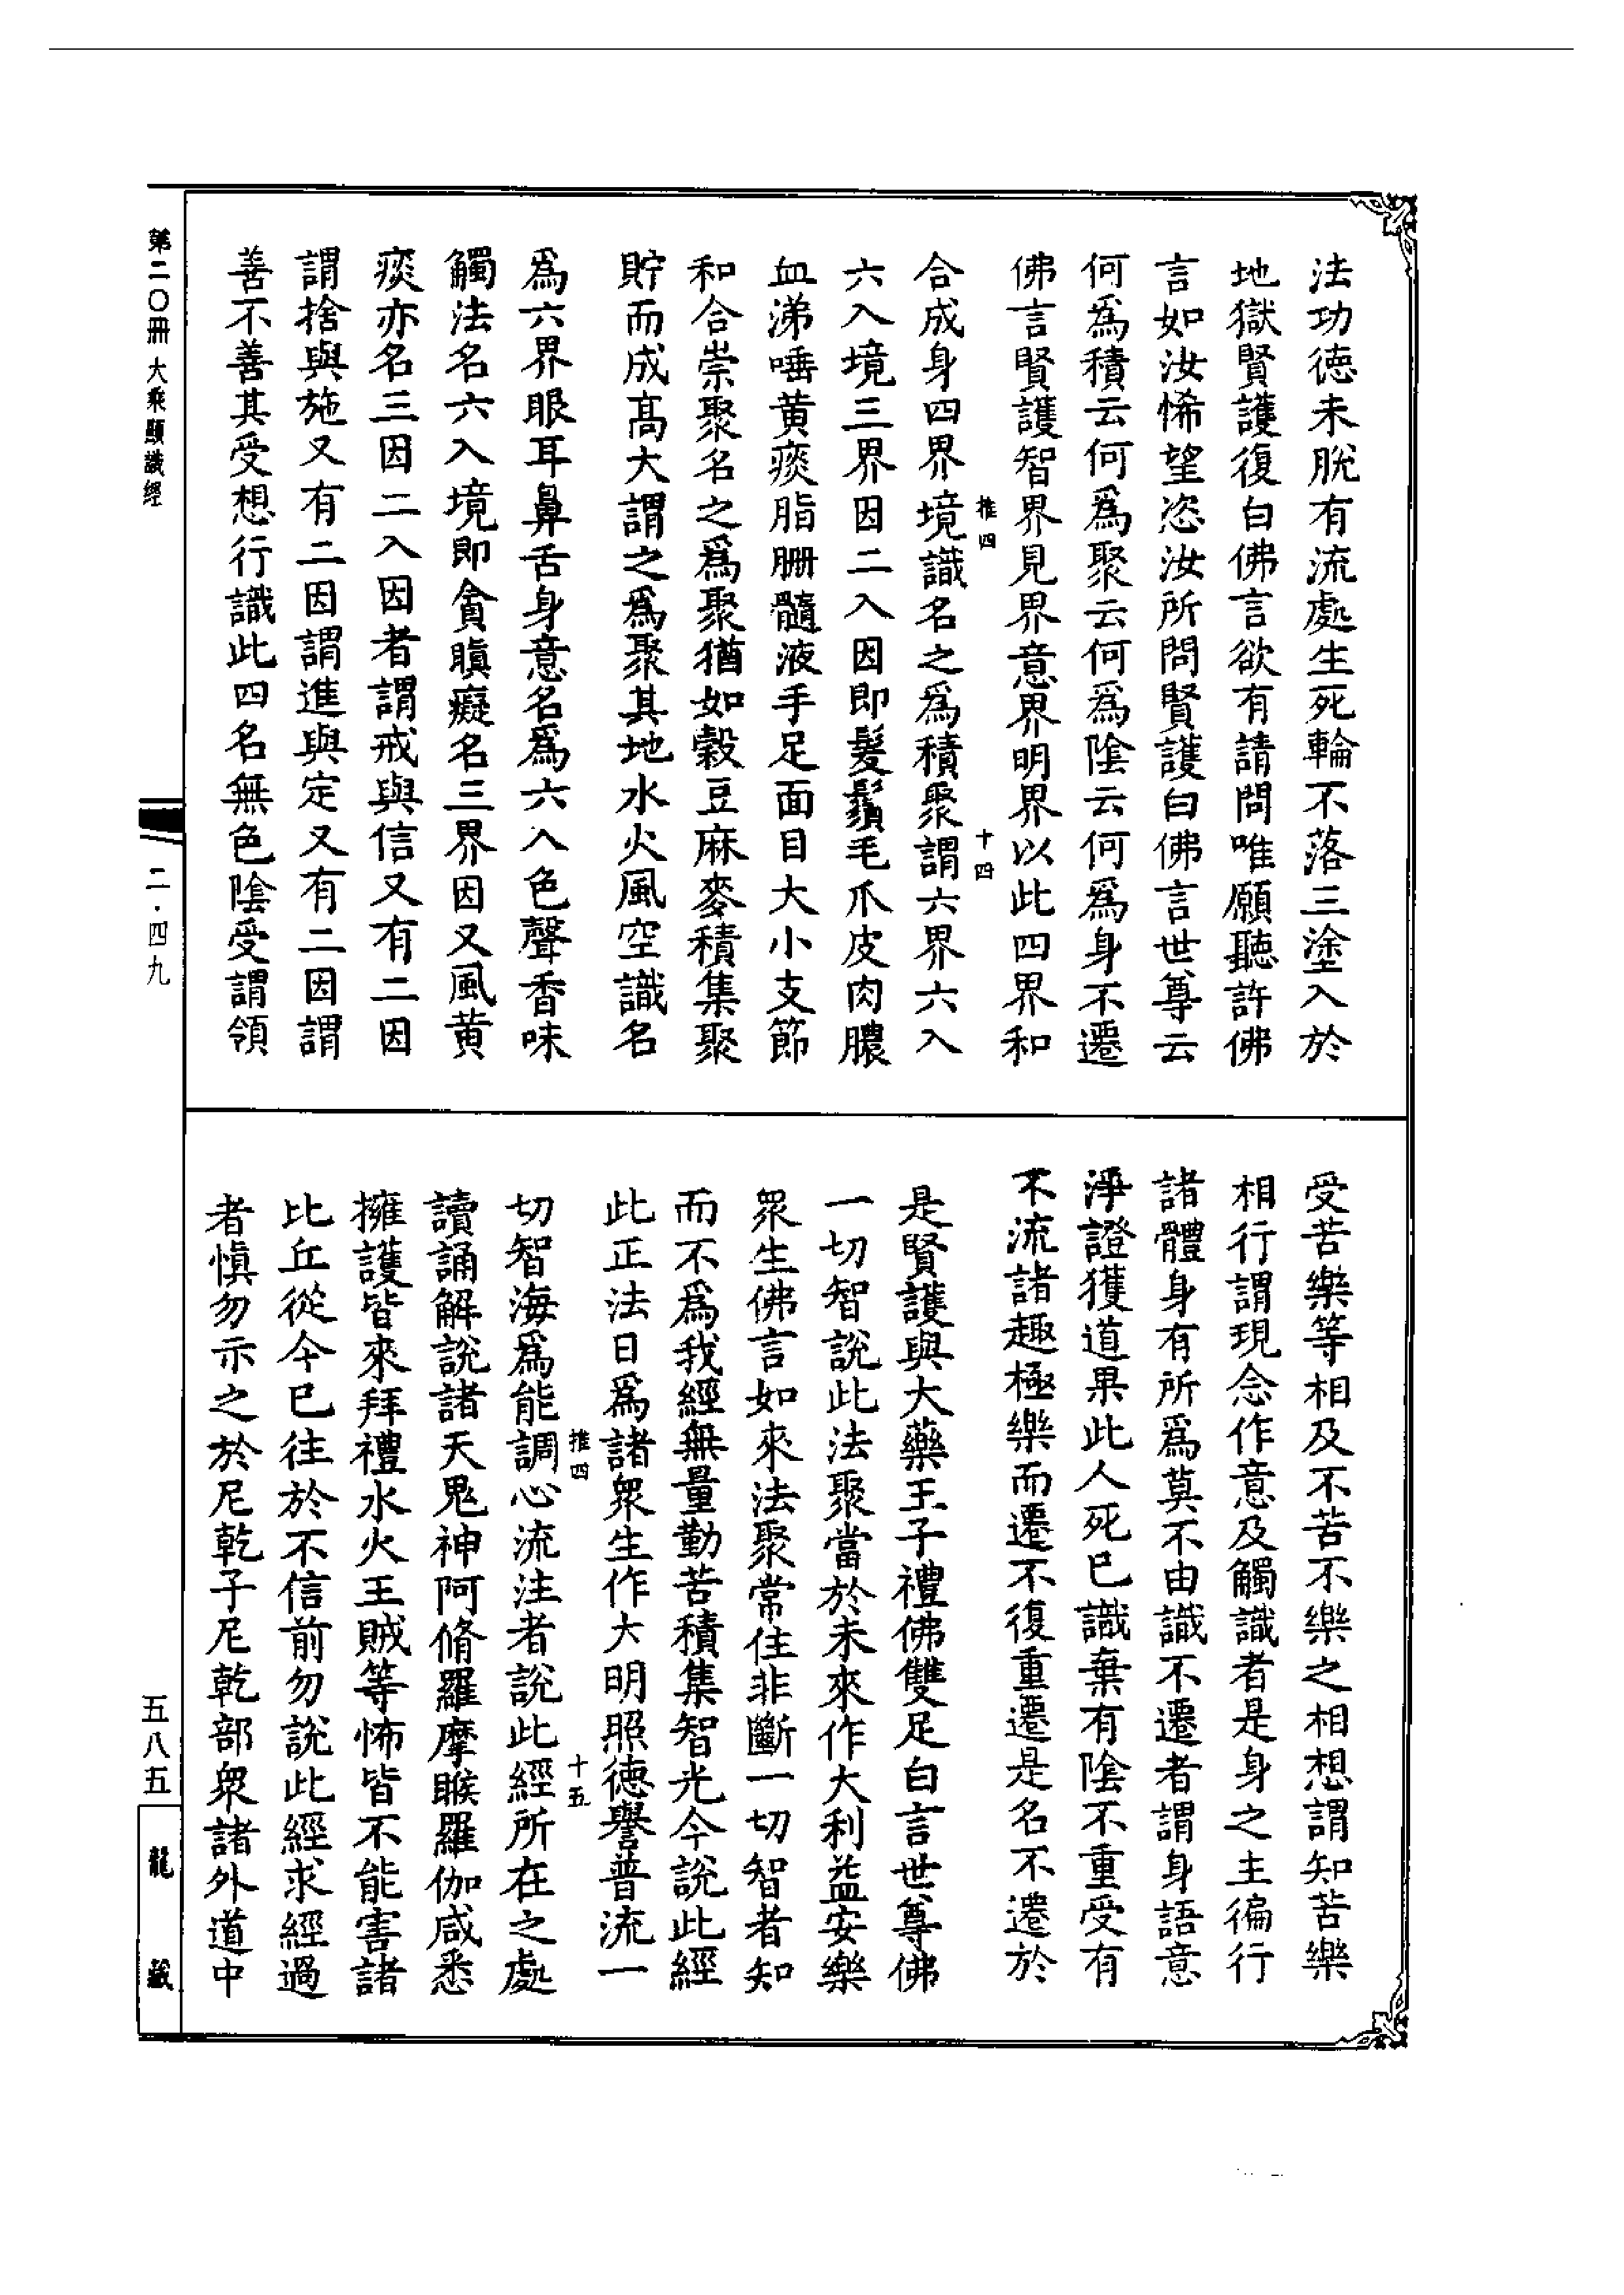 法功德未脫有流處生死輪不落三塗入於
地獄賢護復白佛言欲有請問唯願聽許佛
言如汝悕望恣汝所問賢護白佛言世尊云
何爲積云何爲聚云何爲陰云何爲身不遷
佛言賢護智界見界意界明界以此四界和
推四
十四
合成身四界境識名之爲積聚謂六界六入
六入境三界因二入因即髮鬚毛爪皮肉膿
血涕唾黄痰脂𦙽髓液手足面目大小支節
和合崇聚名之爲聚猶如穀豆麻麥積集聚
貯而成高大謂之爲聚其地水火風空識名
爲六界眼耳鼻舌身意名爲六入色聲香味
觸法名六入境即貪瞋癡名三界因又風黄
痰亦名三因二入因者謂戒與信又有二因
謂捨與施又有二因謂進與定又有二因謂
善不善其受想行識此四名無色陰受謂領
受苦樂等相及不苦不樂之相想謂知苦樂
相行謂現念作意及觸識者是身之主徧行
諸體身有所爲莫不由識不遷者謂身語意
淨證獲道果此人死已識棄有陰不重受有
不流諸趣極樂而遷不復重遷是名不遷於
是賢護與大藥王子禮佛雙足白言世尊佛
一切智說此法聚當於未來作大利益安樂
眾生佛言如來法聚常住非斷一切智者知
而不爲我經無量勤苦積集智光今說此經
此正法日爲諸眾生作大明照德譽普流一
推四
十五
切智海爲能調心流注者說此經所在之處
讀誦解說諸天鬼神阿脩羅摩睺羅伽咸悉
擁護皆來拜禮水火王賊等怖皆不能害諸
比丘從今已往於不信前勿說此經求經過
者慎勿示之於尼乾子尼乾部眾諸外道中
第二〇冊 大乘顯識經
二·四九
五八五
龍藏